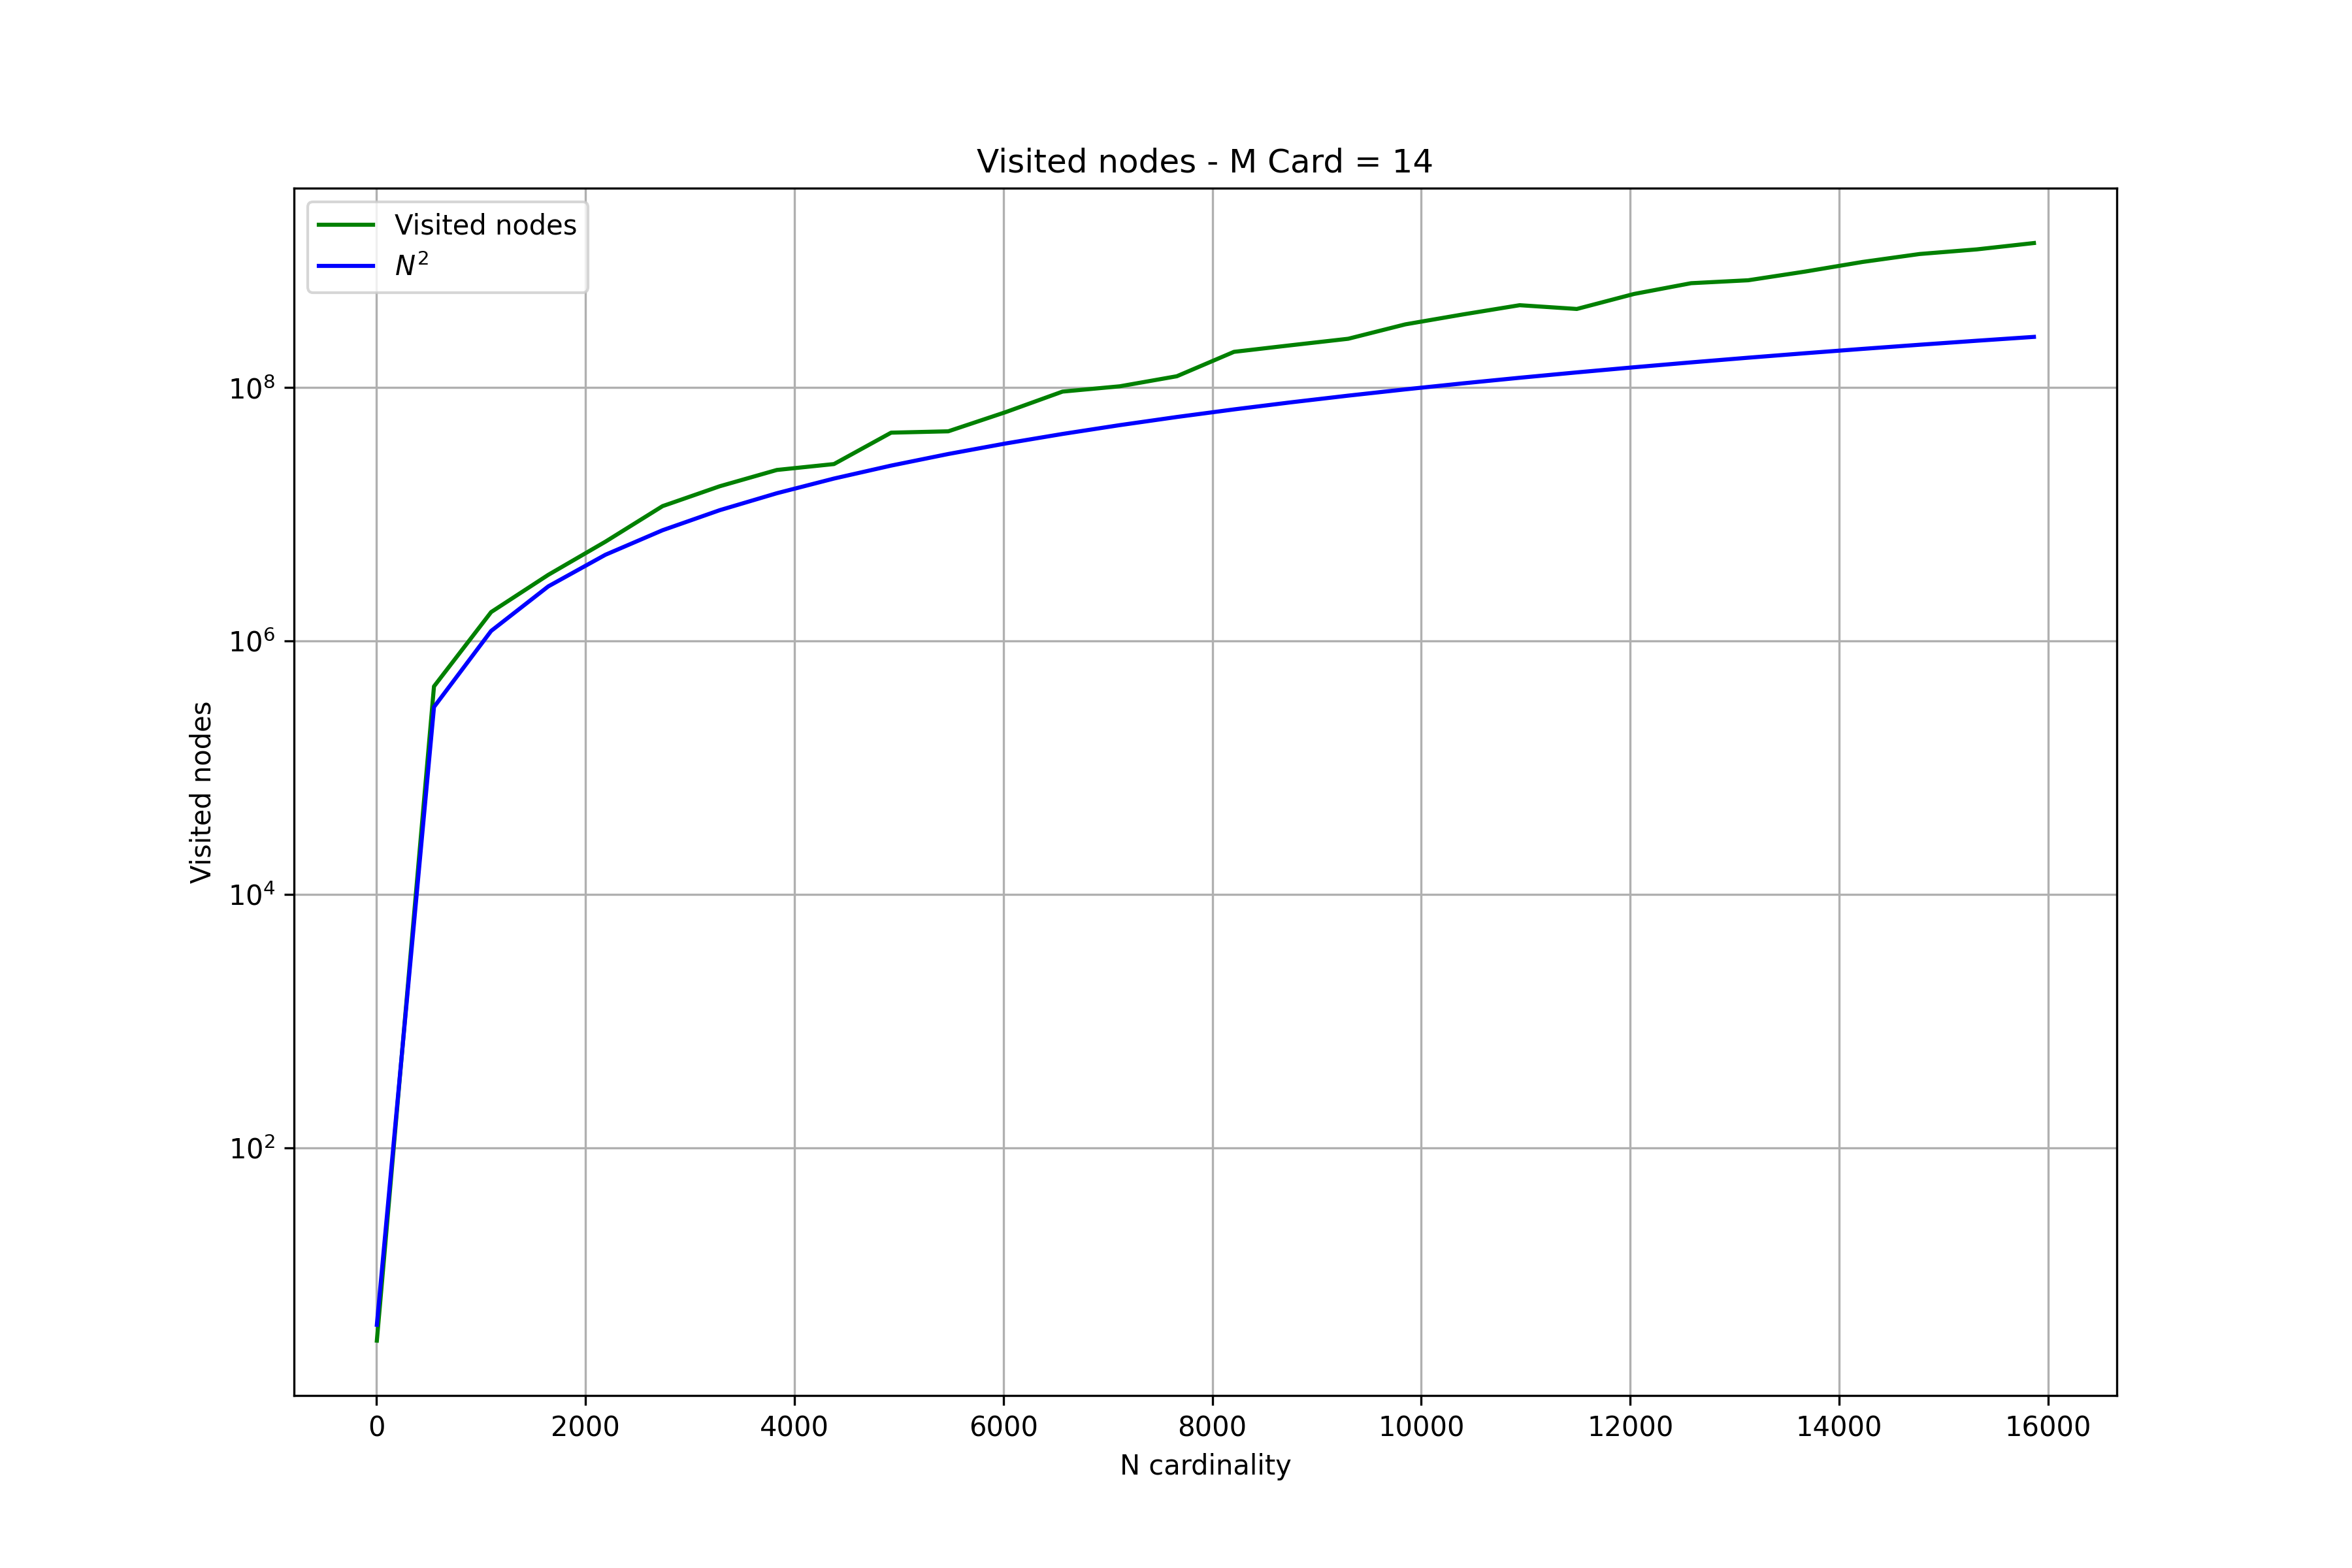 Visited nodes - M Card = 14
Visited nodes
N²
10⁸
10⁶
10⁴
10²
Visited nodes
0 2000 4000 6000 8000 10000 12000 14000 16000
N cardinality